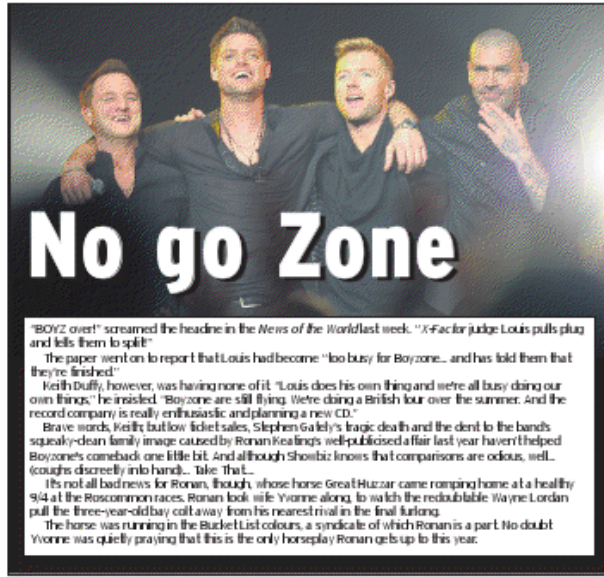 No go Zone
"BOYZ over!" screamed the headline in the News of the World last week. "X-Factor judge Louis pulls plug
and tells them to split!"
The paper went on to report that Louis had become "too busy for Boyzone... and has told them that
they're finished."
Keith Duffy, however, was having none of it. "Louis does his own thing and we're all busy doing our
own things," he insisted. "Boyzone are still flying. We're doing a British tour over the summer. And the
record company is really enthusiastic and planning a new CD."
Brave words, Keith; but low ticket sales, Stephen Gately's tragic death and the dent to the band's
squeaky-clean family image caused by Ronan Keating's well-publicised affair last year haven't helped
Boyzone's comeback one little bit. And although Showbiz knows that comparisons are odious, well...
(coughs discreetly into hand)... Take That...
It's not all bad news for Ronan, though, whose horse Great Huzzar came romping home at a healthy
9/4 at the Roscommon races. Ronan took wife Yvonne along, to watch the redoubtable Wayne Lordan
pull the three-year-old bay colt away from his nearest rival in the final furlong.
The horse was running in the Bucket List colours, a syndicate of which Ronan is a part. No doubt
Yvonne was quietly praying that this is the only horseplay Ronan gets up to this year.